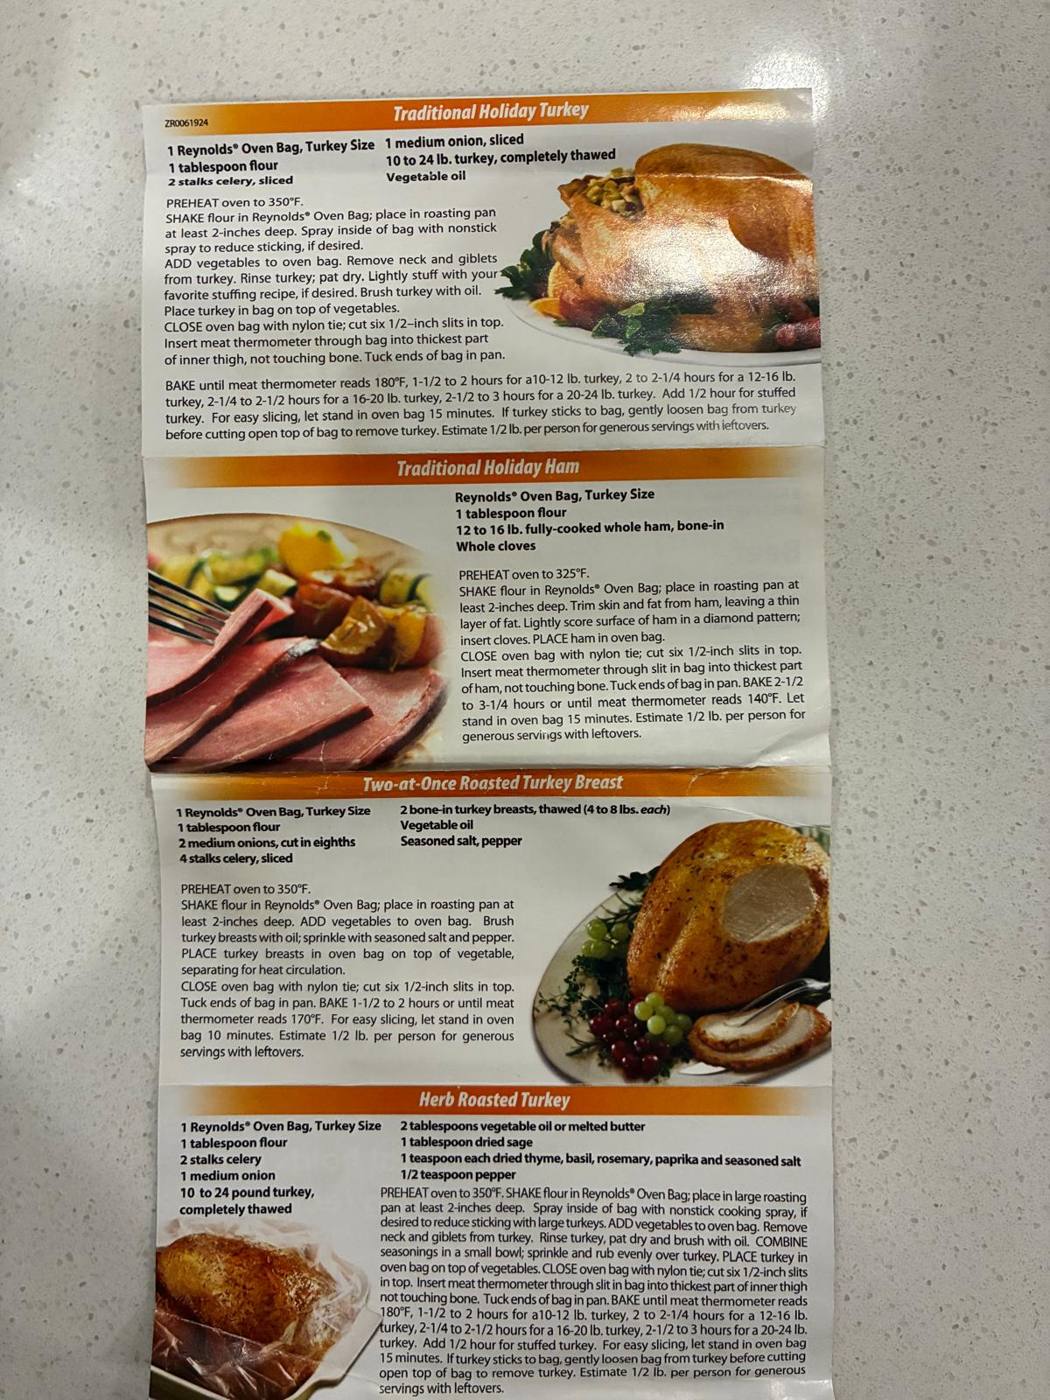 Traditional Holiday Turkey
ZR0061924
1 Reynolds® Oven Bag, Turkey Size
1 tablespoon flour
2 stalks celery, sliced
1 medium onion, sliced
10 to 24 lb. turkey, completely thawed
Vegetable oil
PREHEAT oven to 350°F.
SHAKE flour in Reynolds® Oven Bag; place in roasting pan
at least 2-inches deep. Spray inside of bag with nonstick
spray to reduce sticking, if desired.
ADD vegetables to oven bag. Remove neck and giblets
from turkey. Rinse turkey; pat dry. Lightly stuff with your
favorite stuffing recipe, if desired. Brush turkey with oil.
Place turkey in bag on top of vegetables.
CLOSE oven bag with nylon tie; cut six 1/2–inch slits in top.
Insert meat thermometer through bag into thickest part
of inner thigh, not touching bone. Tuck ends of bag in pan.
BAKE until meat thermometer reads 180°F, 1-1/2 to 2 hours for a10-12 lb. turkey, 2 to 2-1/4 hours for a 12-16 lb.
turkey, 2-1/4 to 2-1/2 hours for a 16-20 lb. turkey, 2-1/2 to 3 hours for a 20-24 lb. turkey. Add 1/2 hour for stuffed
turkey. For easy slicing, let stand in oven bag 15 minutes. If turkey sticks to bag, gently loosen bag from turkey
before cutting open top of bag to remove turkey. Estimate 1/2 lb. per person for generous servings with leftovers.
Traditional Holiday Ham
Reynolds® Oven Bag, Turkey Size
1 tablespoon flour
12 to 16 lb. fully-cooked whole ham, bone-in
Whole cloves
PREHEAT oven to 325°F.
SHAKE flour in Reynolds® Oven Bag; place in roasting pan at
least 2-inches deep. Trim skin and fat from ham, leaving a thin
layer of fat. Lightly score surface of ham in a diamond pattern;
insert cloves. PLACE ham in oven bag.
CLOSE oven bag with nylon tie; cut six 1/2-inch slits in top.
Insert meat thermometer through slit in bag into thickest part
of ham, not touching bone. Tuck ends of bag in pan. BAKE 2-1/2
to 3-1/4 hours or until meat thermometer reads 140°F. Let
stand in oven bag 15 minutes. Estimate 1/2 lb. per person for
generous servings with leftovers.
Two-at-Once Roasted Turkey Breast
1 Reynolds® Oven Bag, Turkey Size
1 tablespoon flour
2 medium onions, cut in eighths
4 stalks celery, sliced
2 bone-in turkey breasts, thawed (4 to 8 lbs. each)
Vegetable oil
Seasoned salt, pepper
PREHEAT oven to 350°F.
SHAKE flour in Reynolds® Oven Bag; place in roasting pan at
least 2-inches deep. ADD vegetables to oven bag. Brush
turkey breasts with oil; sprinkle with seasoned salt and pepper.
PLACE turkey breasts in oven bag on top of vegetable,
separating for heat circulation.
CLOSE oven bag with nylon tie; cut six 1/2-inch slits in top.
Tuck ends of bag in pan. BAKE 1-1/2 to 2 hours or until meat
thermometer reads 170°F. For easy slicing, let stand in oven
bag 10 minutes. Estimate 1/2 lb. per person for generous
servings with leftovers.
Herb Roasted Turkey
1 Reynolds® Oven Bag, Turkey Size
1 tablespoon flour
2 stalks celery
1 medium onion
10 to 24 pound turkey,
completely thawed
2 tablespoons vegetable oil or melted butter
1 tablespoon dried sage
1 teaspoon each dried thyme, basil, rosemary, paprika and seasoned salt
1/2 teaspoon pepper
PREHEAT oven to 350°F. SHAKE flour in Reynolds® Oven Bag; place in large roasting
pan at least 2-inches deep. Spray inside of bag with nonstick cooking spray, if
desired to reduce sticking with large turkeys. ADD vegetables to oven bag. Remove
neck and giblets from turkey. Rinse turkey, pat dry and brush with oil. COMBINE
seasonings in a small bowl; sprinkle and rub evenly over turkey. PLACE turkey in
oven bag on top of vegetables. CLOSE oven bag with nylon tie; cut six 1/2-inch slits
in top. Insert meat thermometer through slit in bag into thickest part of inner thigh
not touching bone. Tuck ends of bag in pan. BAKE until meat thermometer reads
180°F, 1-1/2 to 2 hours for a10-12 lb. turkey, 2 to 2-1/4 hours for a 12-16 lb.
turkey, 2-1/4 to 2-1/2 hours for a 16-20 lb. turkey, 2-1/2 to 3 hours for a 20-24 lb.
turkey. Add 1/2 hour for stuffed turkey. For easy slicing, let stand in oven bag
15 minutes. If turkey sticks to bag, gently loosen bag from turkey before cutting
open top of bag to remove turkey. Estimate 1/2 lb. per person for generous
servings with leftovers.